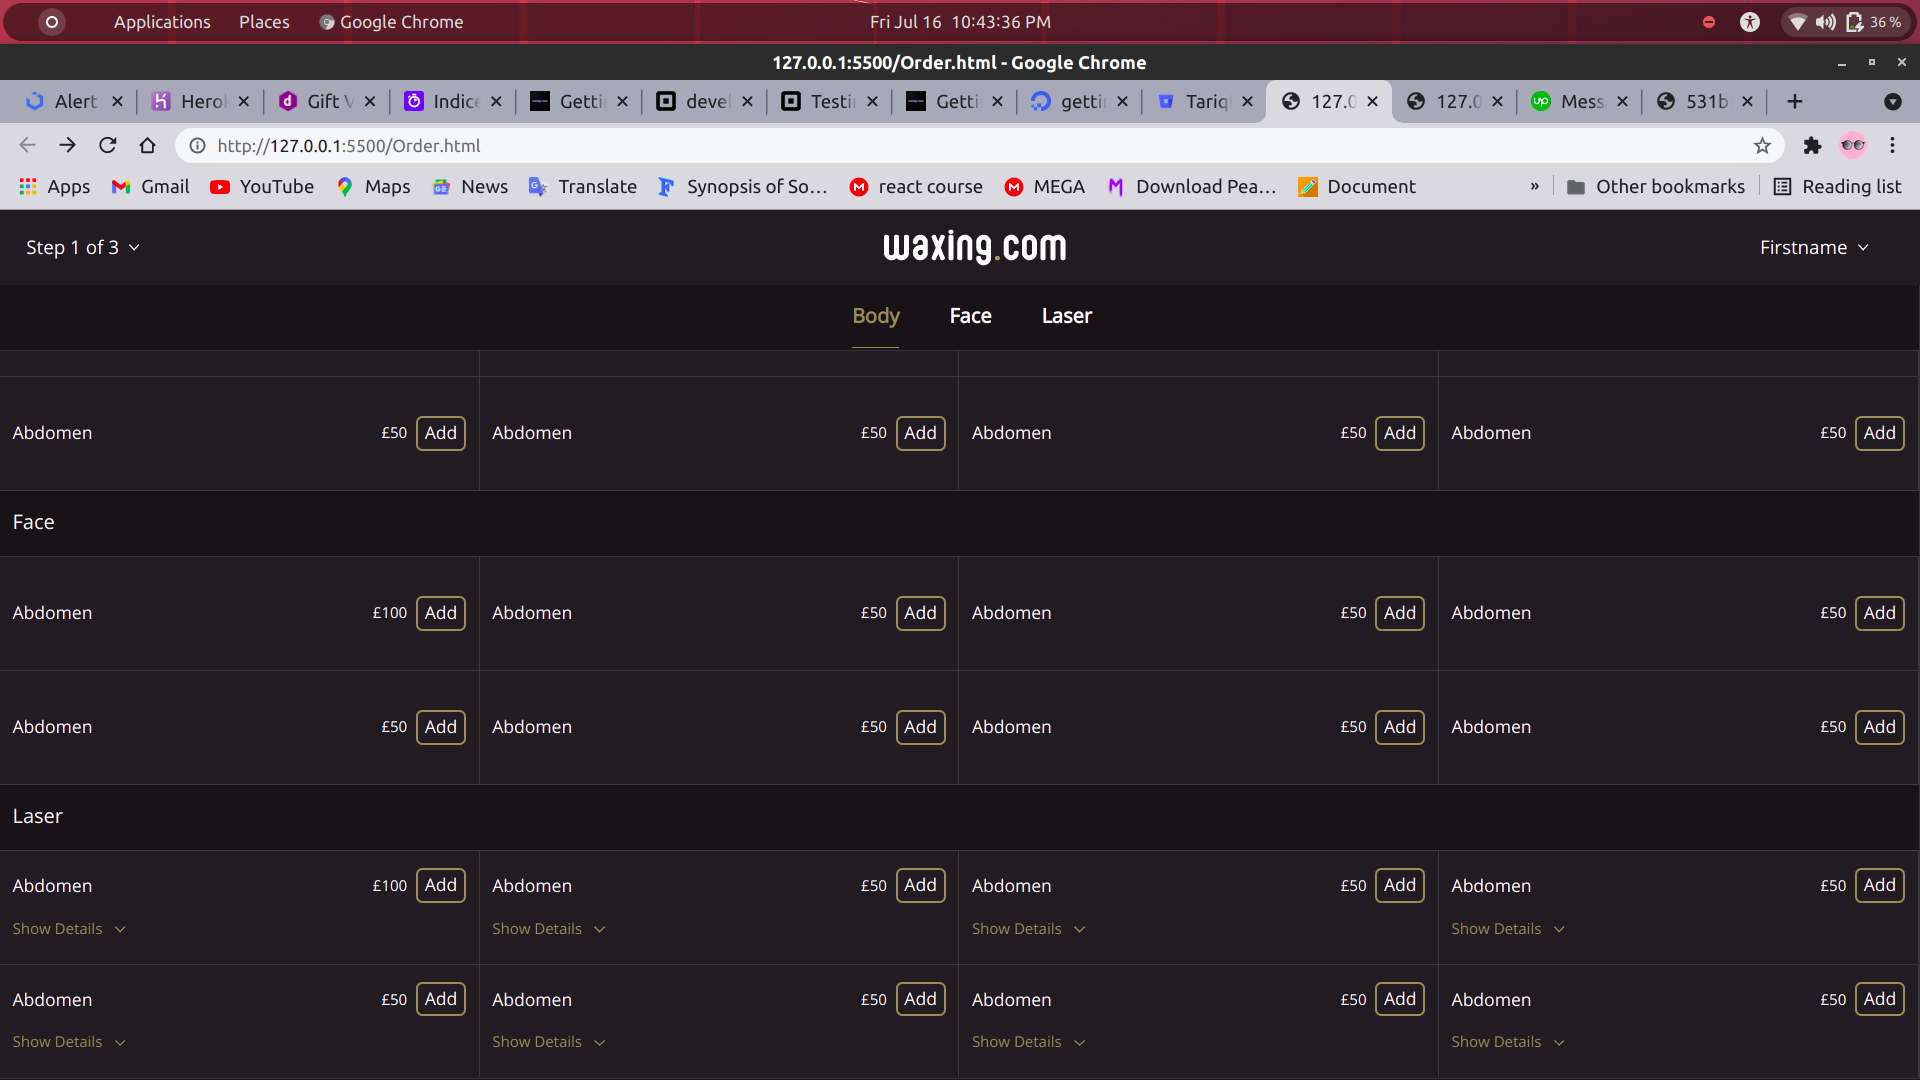 Applications Places Google Chrome Fri Jul 16 10:43:36 PM 36 %
127.0.0.1:5500/Order.html - Google Chrome
Alert Hero Gift V Indice Gettin devel Testin Gettin gettin Tariq 127.0 127.0 Mess 531b
http://127.0.0.1:5500/Order.html
Apps Gmail YouTube Maps News Translate Synopsis of So... react course MEGA Download Pea... Document » Other bookmarks Reading list
Step 1 of 3 waxing.com Firstname
Body Face Laser
Abdomen £50 Add Abdomen £50 Add Abdomen £50 Add Abdomen £50 Add
Face
Abdomen £100 Add Abdomen £50 Add Abdomen £50 Add Abdomen £50 Add
Abdomen £50 Add Abdomen £50 Add Abdomen £50 Add Abdomen £50 Add
Laser
Abdomen £100 Add Abdomen £50 Add Abdomen £50 Add Abdomen £50 Add
Show Details Show Details Show Details Show Details
Abdomen £50 Add Abdomen £50 Add Abdomen £50 Add Abdomen £50 Add
Show Details Show Details Show Details Show Details